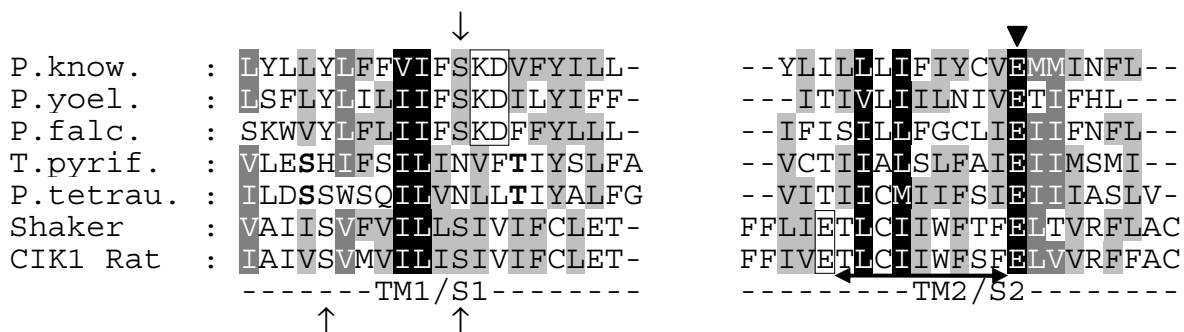 P.know. : LYLLYLFFVIFSKDVFYILL- --YLILLLIFIYCVEMMINFL--
P.yoel. : LSFLYLILIIFSKDILYIFF- ---ITIVLIILNIVETIFHL---
P.falc. : SKWVYLFLIIFSKDFFYLLL- --IFISILLFGCLIEIIFNFL--
T.pyrif. : VLESHIFSILINVFTIYSLFA --VCTIIALSLFAIEIIMSMI--
P.tetrau. : ILDSSWSQILVNLLTIYALFG --VITIICMIIFSIEIIIASLV-
Shaker : VAIISVFVILLSIVIFCLET- FFLIETLCIIWFTFELTVRFLAC
CIK1 Rat : IAIVSVMVILISIVIFCLET- FFIVETLCIIWFSFELVVRFFAC
-------TM1/S1-------- ---------TM2/S2--------